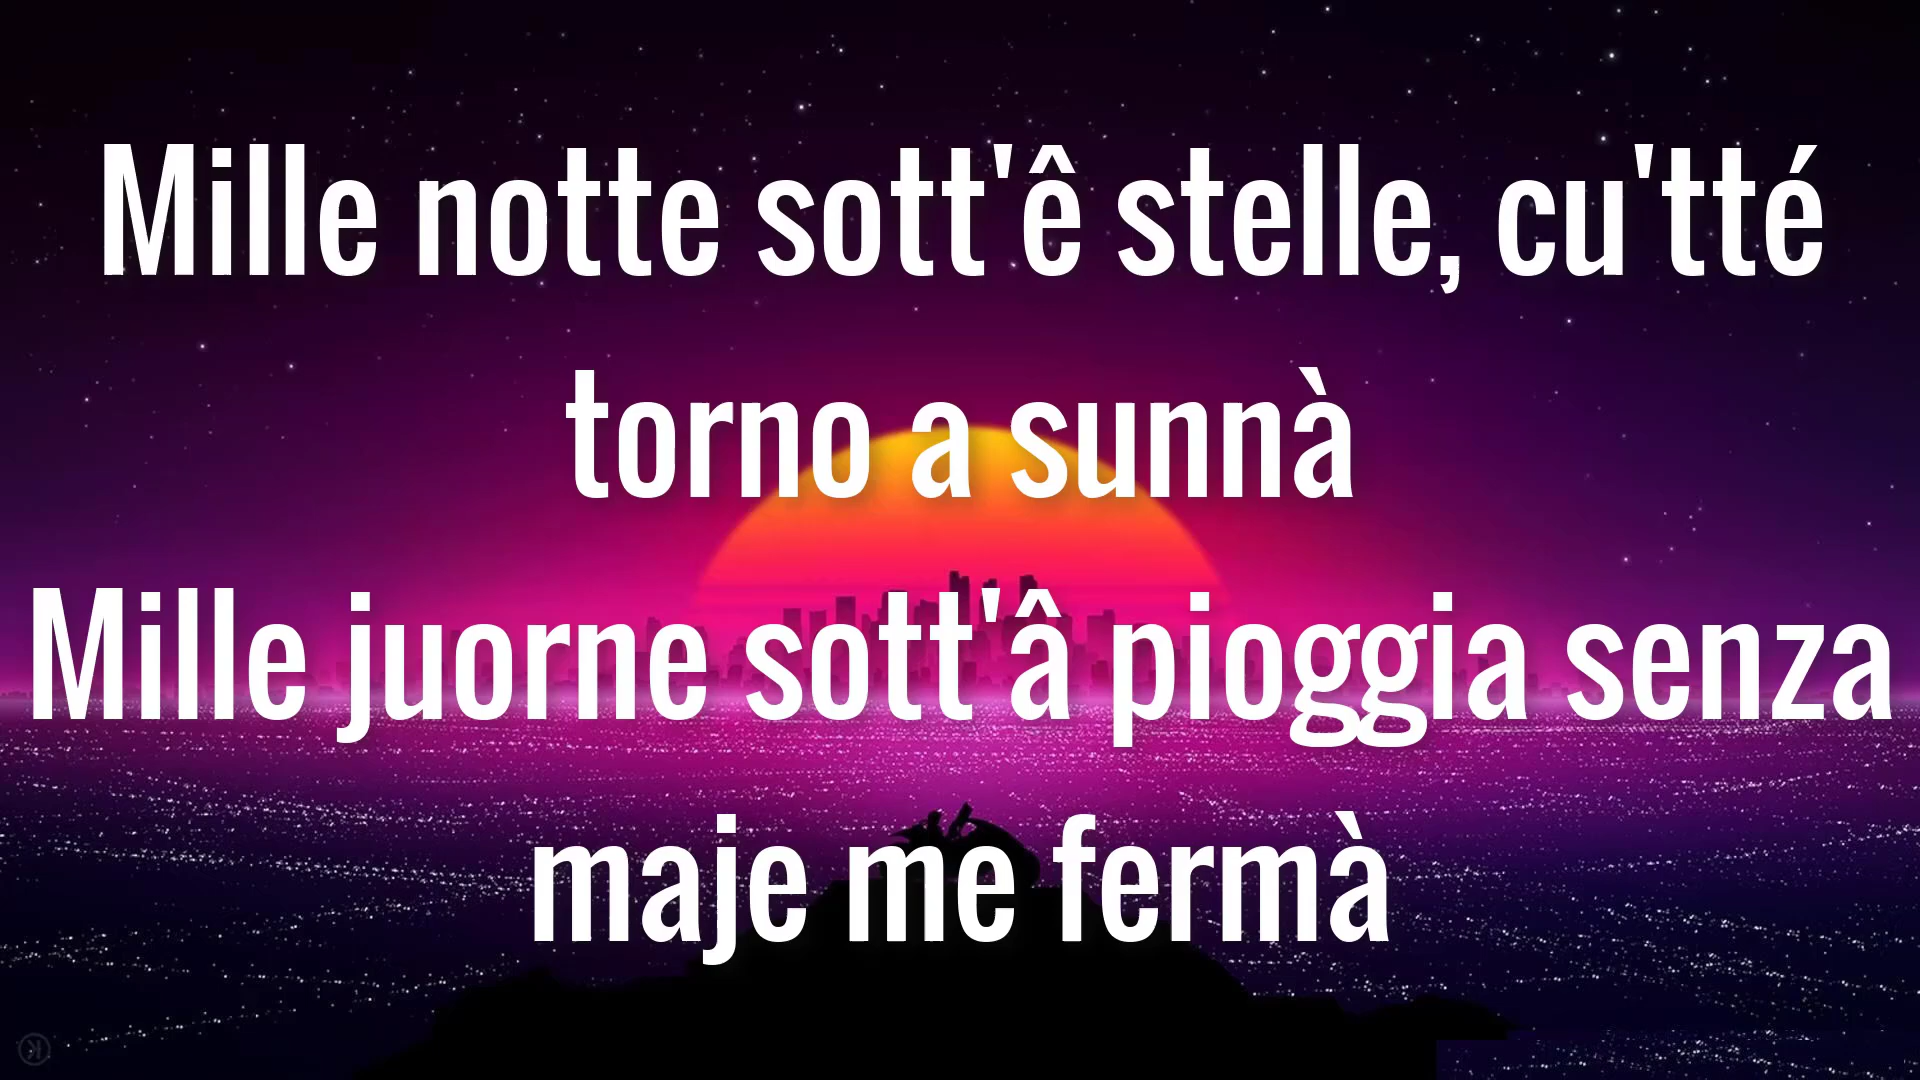 Mille notte sott'ê stelle, cu'tté
torno a sunnà
Mille juorne sott'â pioggia senza
maje me fermà